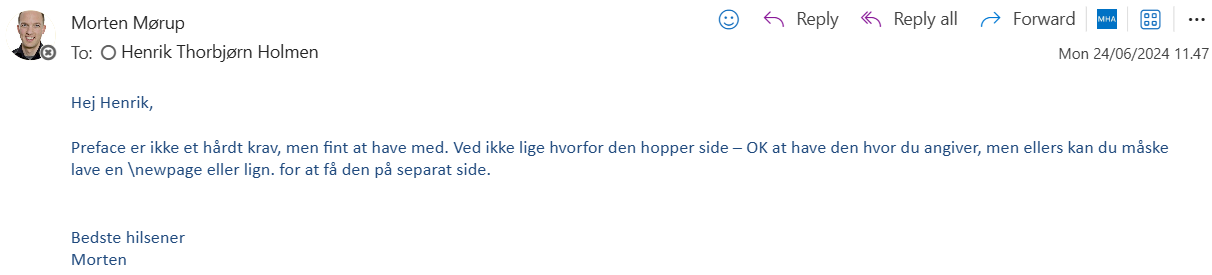 Morten Mørup
Reply
Reply all
Forward
MHA
To: Henrik Thorbjørn Holmen
Mon 24/06/2024 11.47
Hej Henrik,
Preface er ikke et hårdt krav, men fint at have med. Ved ikke lige hvorfor den hopper side – OK at have den hvor du angiver, men ellers kan du måske
lave en \newpage eller lign. for at få den på separat side.
Bedste hilsener
Morten